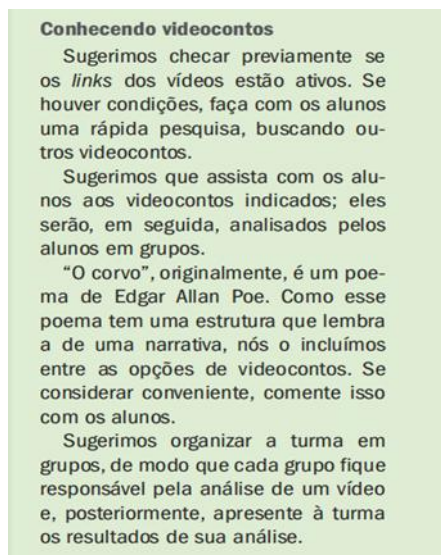 Conhecendo videocontos
Sugerimos checar previamente se
os links dos vídeos estão ativos. Se
houver condições, faça com os alunos
uma rápida pesquisa, buscando ou-
tros videocontos.
Sugerimos que assista com os alu-
nos aos videocontos indicados; eles
serão, em seguida, analisados pelos
alunos em grupos.
“O corvo”, originalmente, é um poe-
ma de Edgar Allan Poe. Como esse
poema tem uma estrutura que lembra
a de uma narrativa, nós o incluímos
entre as opções de videocontos. Se
considerar conveniente, comente isso
com os alunos.
Sugerimos organizar a turma em
grupos, de modo que cada grupo fique
responsável pela análise de um vídeo
e, posteriormente, apresente à turma
os resultados de sua análise.